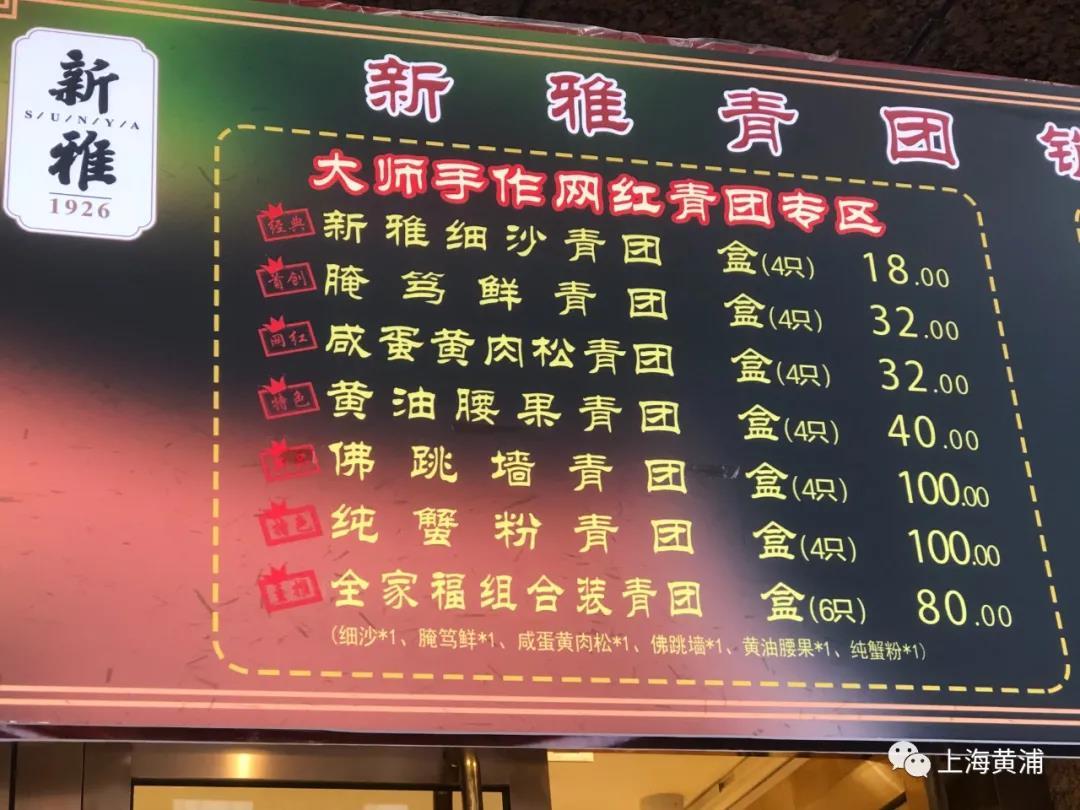 新雅
S/U/N/Y/A
1926
新雅青团
大师手作网红青团专区
经典 新雅细沙青团 盒(4只) 18.00
首创 腌笃鲜青团 盒(4只) 32.00
网红 咸蛋黄肉松青团 盒(4只) 32.00
特色 黄油腰果青团 盒(4只) 40.00
佛跳墙青团 盒(4只) 100.00
特色 纯蟹粉青团 盒(4只) 100.00
全家福组合装青团 盒(6只) 80.00
(细沙*1、腌笃鲜*1、咸蛋黄肉松*1、佛跳墙*1、黄油腰果*1、纯蟹粉*1)
上海黄浦